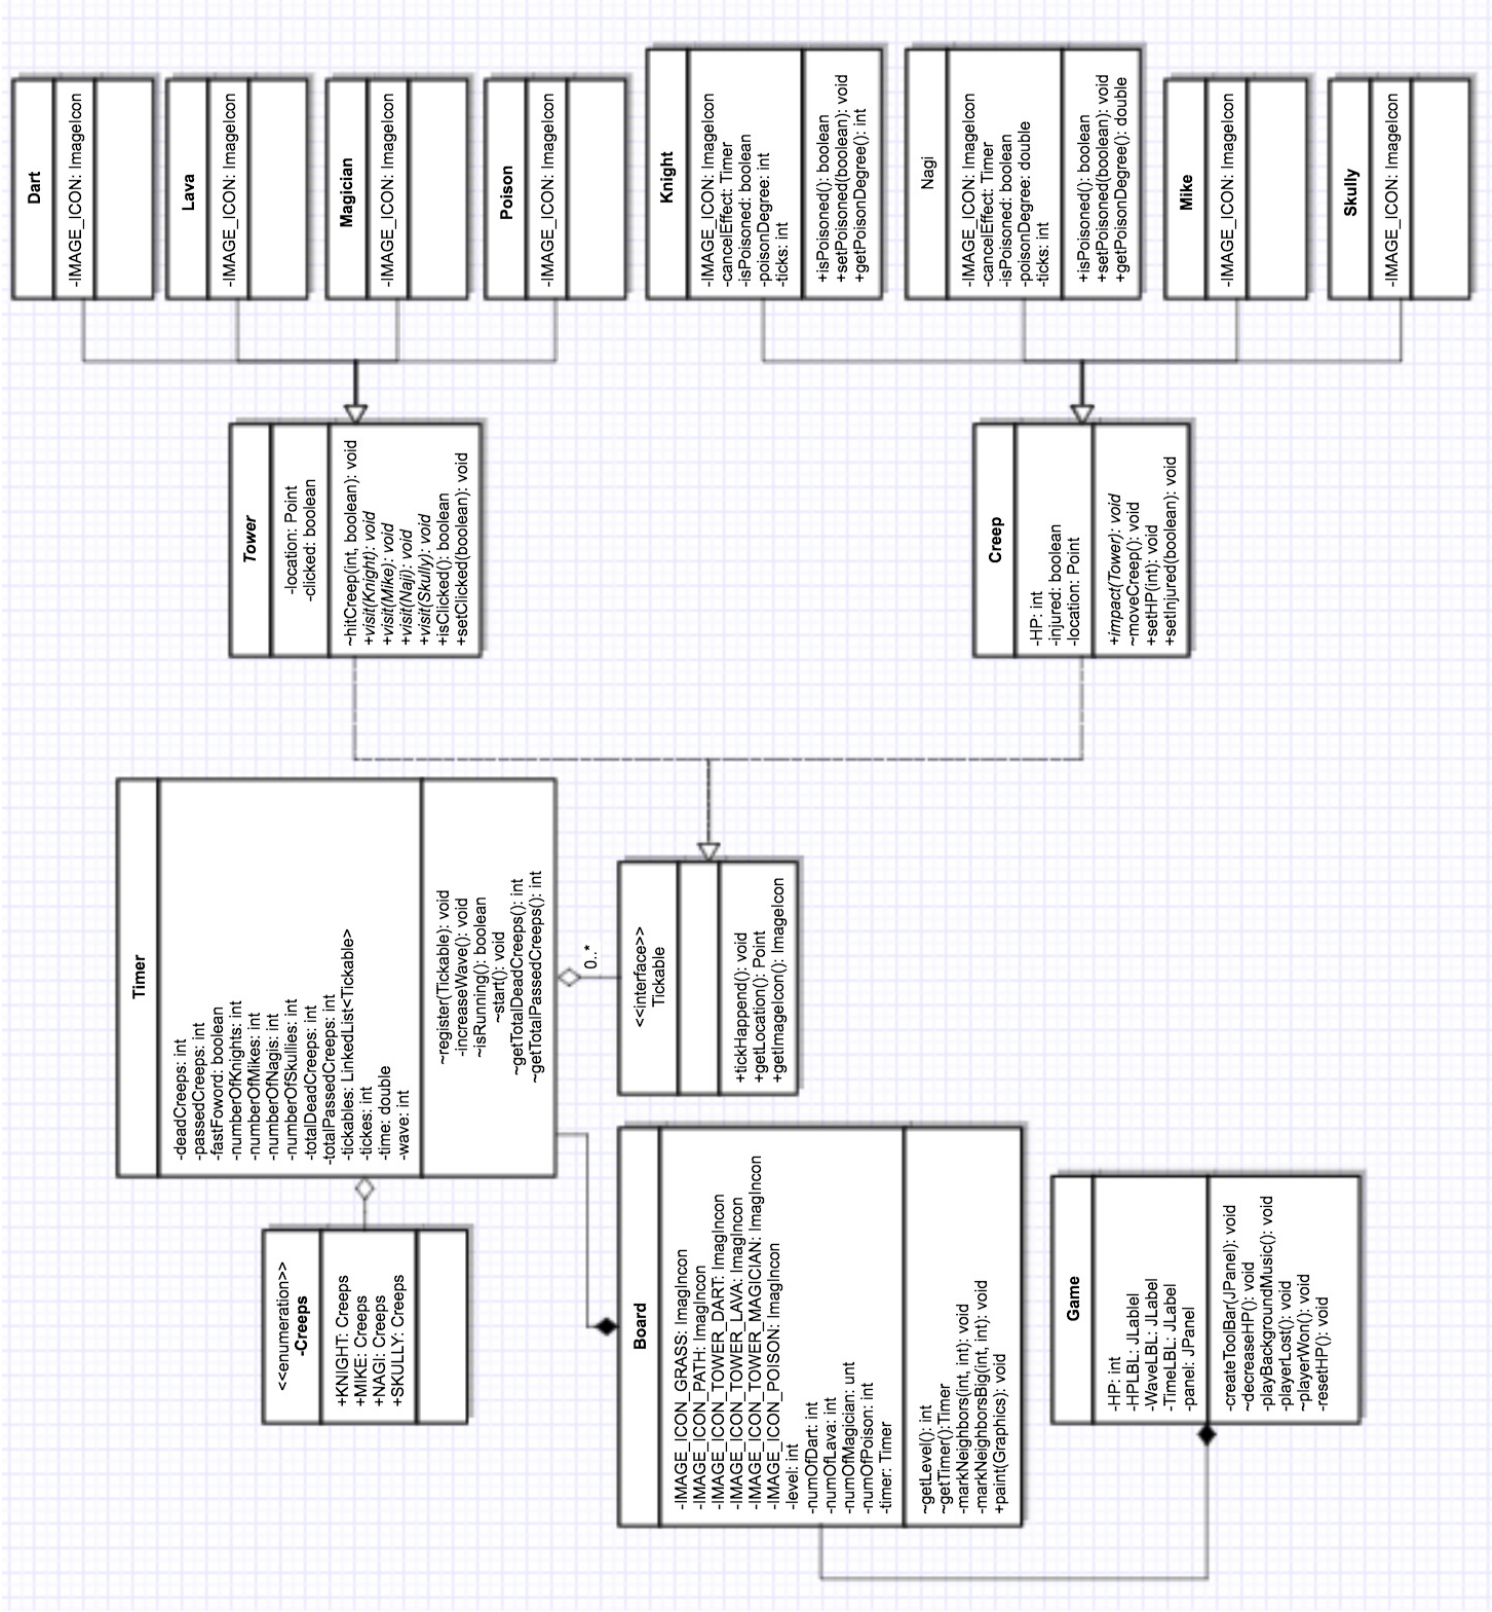 Dart
-IMAGE_ICON: ImageIcon
Lava
-IMAGE_ICON: ImageIcon
Magician
-IMAGE_ICON: ImageIcon
Poison
-IMAGE_ICON: ImageIcon
Knight
-IMAGE_ICON: ImageIcon
-cancelEffect: Timer
-isPoisoned: boolean
-poisonDegree: int
-ticks: int
+isPoisoned(): boolean
+setPoisoned(boolean): void
+getPoisonDegree(): int
Nagi
-IMAGE_ICON: ImageIcon
-cancelEffect: Timer
-isPoisoned: boolean
-poisonDegree: double
-ticks: int
+isPoisoned(): boolean
+setPoisoned(boolean): void
+getPoisonDegree(): double
Mike
-IMAGE_ICON: ImageIcon
Skully
-IMAGE_ICON: ImageIcon
Tower
-location: Point
-clicked: boolean
~hitCreep(int, boolean): void
+visit(Knight): void
+visit(Mike): void
+visit(Naji): void
+visit(Skully): void
+isClicked(): boolean
+setClicked(boolean): void
Creep
-HP: int
-injured: boolean
-location: Point
+impact(Tower): void
~moveCreep(): void
+setHP(int): void
+setInjured(boolean): void
Timer
-deadCreeps: int
-passedCreeps: int
-fastFoword: boolean
-numberOfKnights: int
-numberOfMikes: int
-numberOfNagis: int
-numberOfSkullies: int
-totalDeadCreeps: int
-totalPassedCreeps: int
-tickables: LinkedList<Tickable>
-tickes: int
-time: double
-wave: int
~register(Tickable): void
-increaseWave(): void
~isRunning(): boolean
~start(): void
~getTotalDeadCreeps(): int
~getTotalPassedCreeps(): int
0..*
<<interface>>
Tickable
+tickHappend(): void
+getLocation(): Point
+getImageIcon(): ImageIcon
<<enumeration>>
-Creeps
+KNIGHT: Creeps
+MIKE: Creeps
+NAGI: Creeps
+SKULLY: Creeps
Board
-IMAGE_ICON_GRASS: ImagIncon
-IMAGE_ICON_PATH: ImagIncon
-IMAGE_ICON_TOWER_DART: ImagIncon
-IMAGE_ICON_TOWER_LAVA: ImagIncon
-IMAGE_ICON_TOWER_MAGICIAN: ImagIncon
-IMAGE_ICON_POISON: ImagIncon
-level: int
-numOfDart: int
-numOfLava: int
-numOfMagician: unt
-numOfPoison: int
-timer: Timer
~getLevel(): int
~getTimer():Timer
-markNeighbors(int, int): void
-markNeighborsBig(int, int): void
+paint(Graphics): void
Game
-HP: int
-HPLBL: JLablel
-WaveLBL: JLabel
-TimeLBL: JLabel
-panel: JPanel
-createToolBar(JPanel): void
~decreaseHP(): void
-playBackgroundMusic(): void
-playerLost(): void
~playerWon(): void
-resetHP(): void